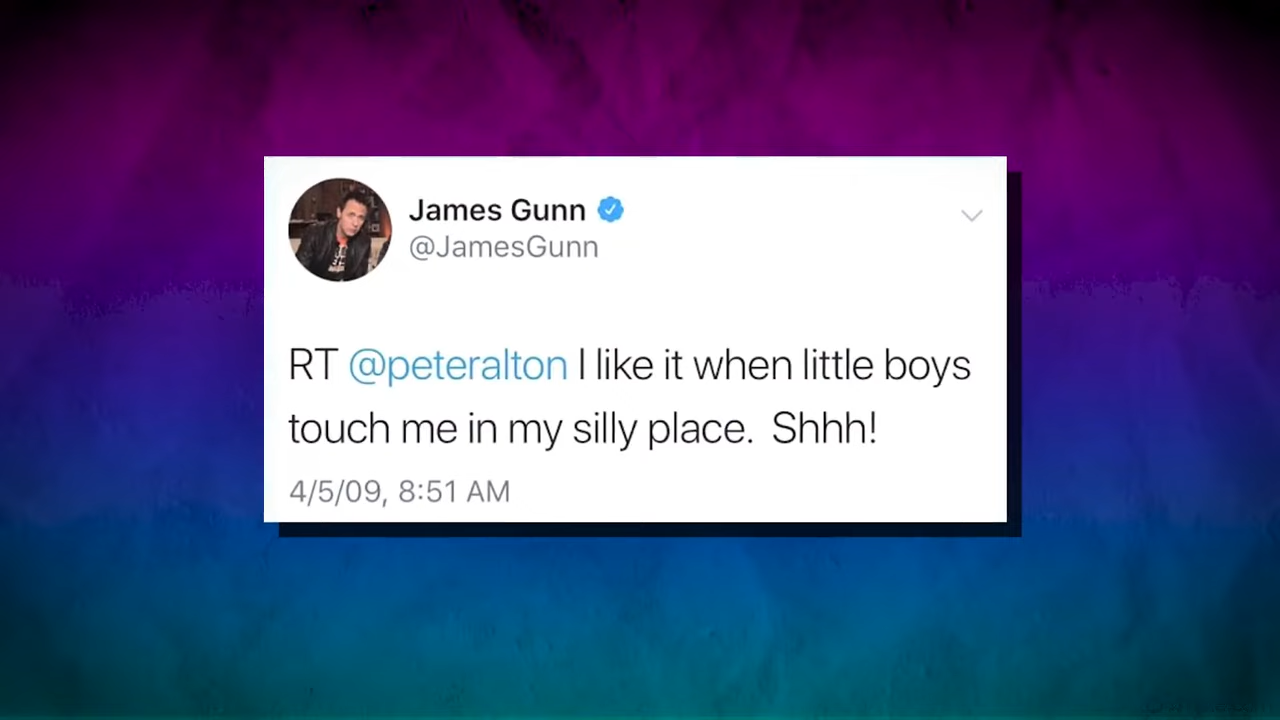 James Gunn
@JamesGunn
RT @peteralton I like it when little boys
touch me in my silly place.  Shhh!
4/5/09, 8:51 AM